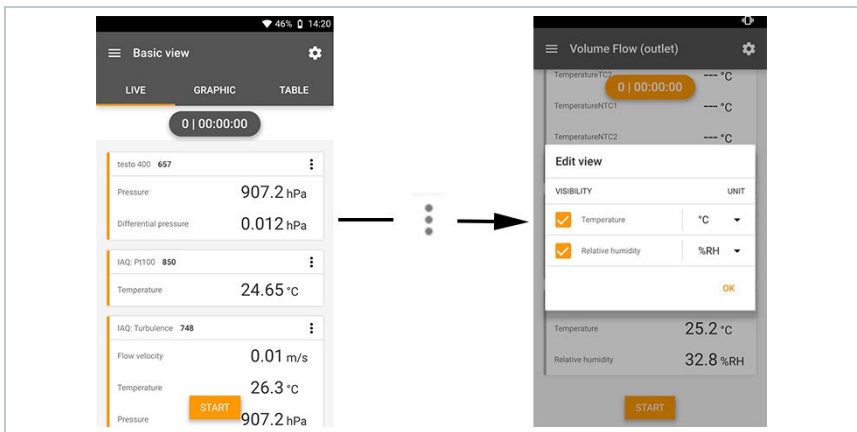 46% 14:20
Basic view
LIVE GRAPHIC TABLE
0 | 00:00:00
testo 400 657
Pressure 907.2 hPa
Differential pressure 0.012 hPa
IAQ: Pt100 850
Temperature 24.65 °C
IAQ: Turbulence 748
Flow velocity 0.01 m/s
Temperature 26.3 °C
START
Pressure 907.2 hPa
Volume Flow (outlet)
TemperatureTC2 --- °C
0 | 00:00:00
TemperatureNTC1 --- °C
TemperatureNTC2 --- °C
Edit view
VISIBILITY UNIT
Temperature °C
Relative humidity %RH
OK
Temperature 25.2 °C
Relative humidity 32.8 %RH
START